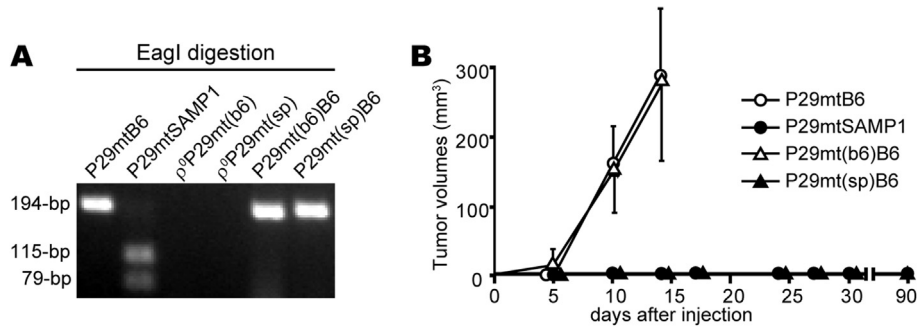 A
EagI digestion
P29mtB6
P29mtSAMP1
ρ⁰P29mt(b6)
ρ⁰P29mt(sp)
P29mt(b6)B6
P29mt(sp)B6
194-bp
115-bp
79-bp
B
Tumor volumes (mm³)
300
200
100
0
0 5 10 15 20 25 30 90
days after injection
P29mtB6
P29mtSAMP1
P29mt(b6)B6
P29mt(sp)B6